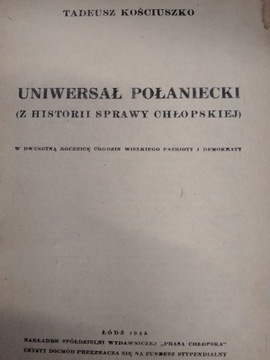 TADEUSZ KOŚCIUSZKO
UNIWERSAŁ POŁANIECKI
(Z HISTORII SPRAWY CHŁOPSKIEJ)
W DWUSETNĄ ROCZNICĘ URODZIN WIELKIEGO PATRIOTY I DEMOKRATY
ŁÓDŹ 1945
NAKŁADEM SPÓŁDZIELNI WYDAWNICZEJ „PRASA CHŁOPSKA"
CZYSTY DOCHÓD PRZEZNACZA SIĘ NA FUNDUSZ STYPENDIALNY